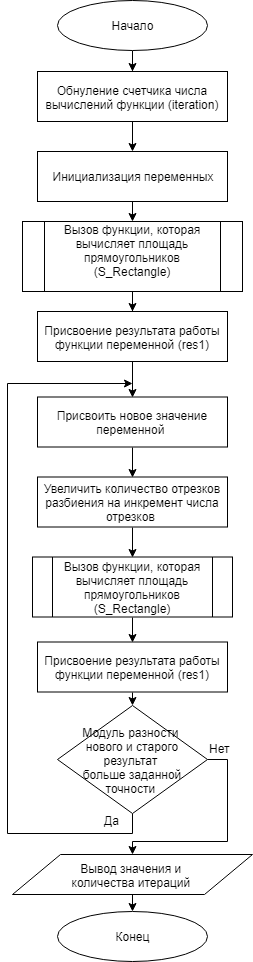 Начало
Обнуление счетчика числа
вычислений функции (iteration)
Инициализация переменных
Вызов функции, которая
вычисляет площадь
прямоугольников
(S_Rectangle)
Присвоение результата работы
функции переменной (res1)
Присвоить новое значение
переменной
Увеличить количество отрезков
разбиения на инкремент числа
отрезков
Вызов функции, которая
вычисляет площадь
прямоугольников
(S_Rectangle)
Присвоение результата работы
функции переменной (res1)
Модуль разности
нового и старого
результат
больше заданной
точности
Нет
Да
Вывод значения и
количества итераций
Конец